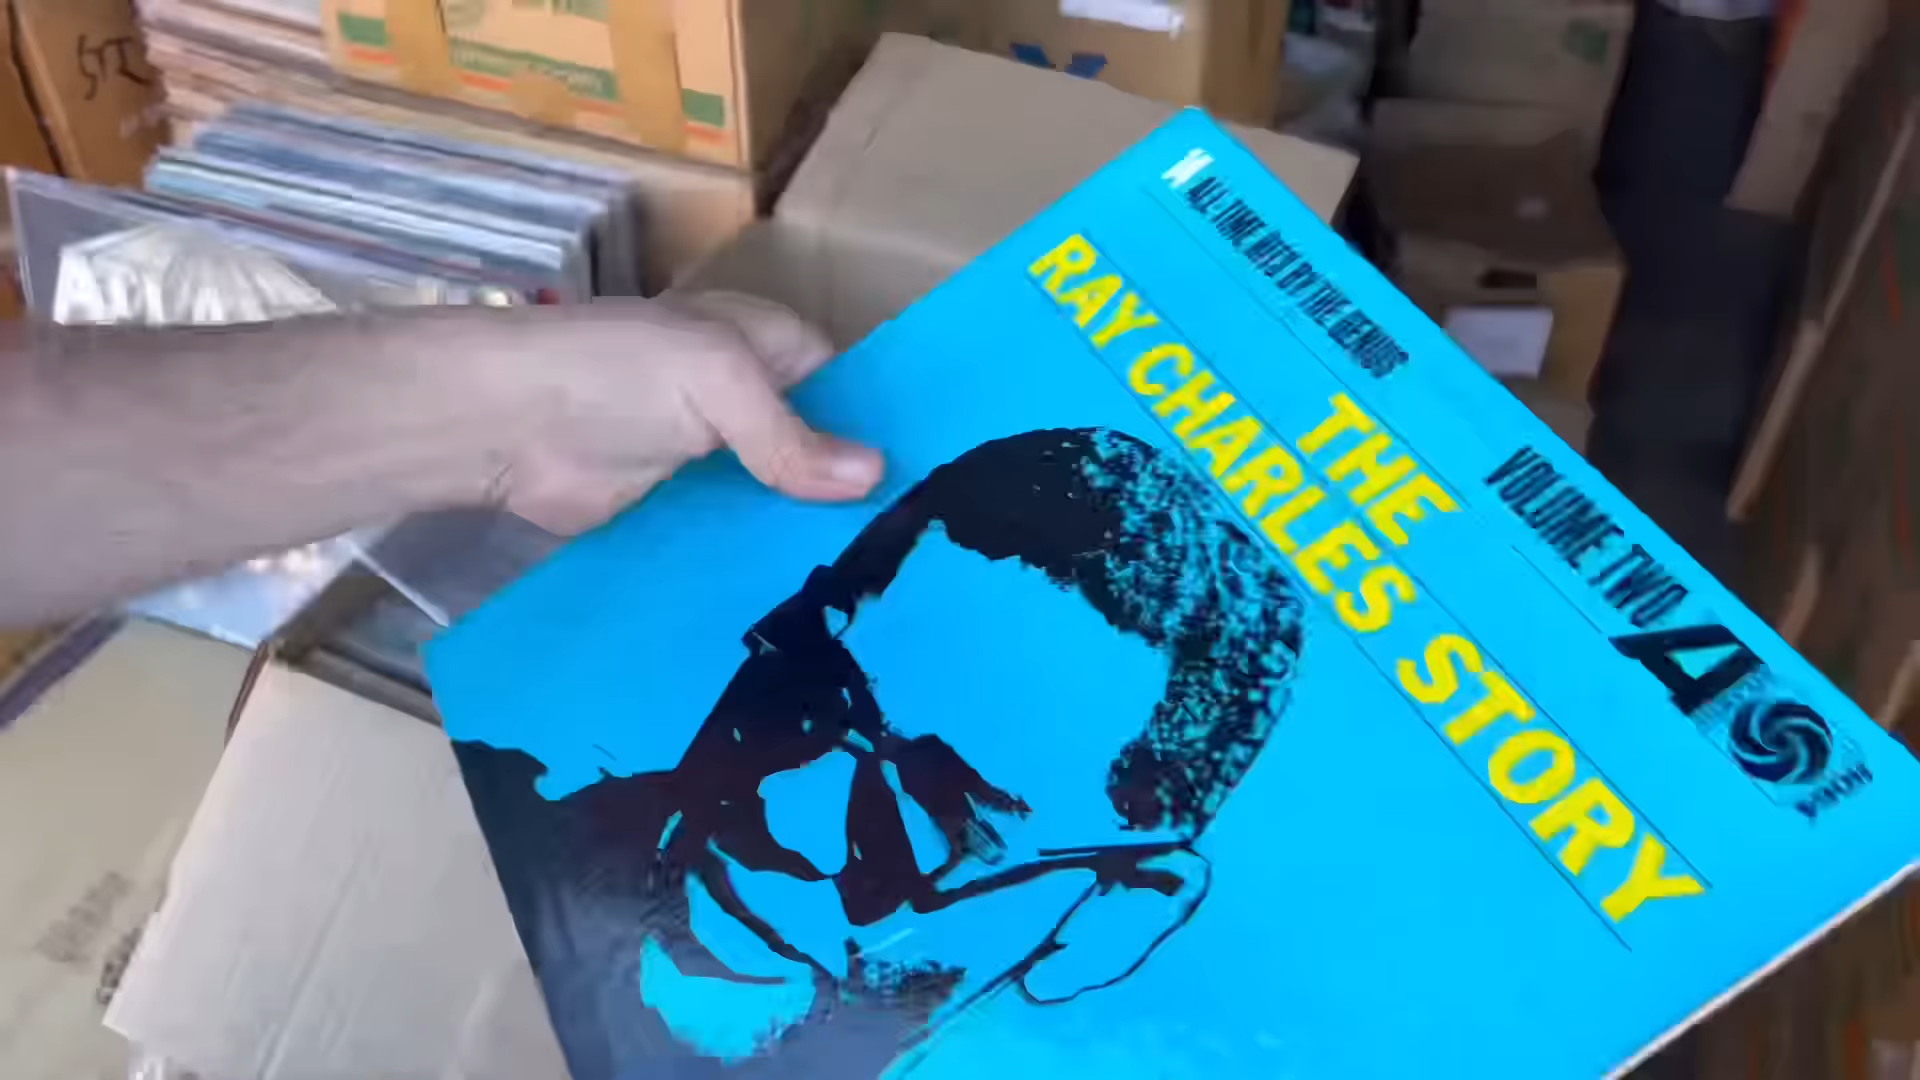 ALL-TIME HITS BY THE GENIUS
THE
RAY CHARLES STORY
VOLUME TWO